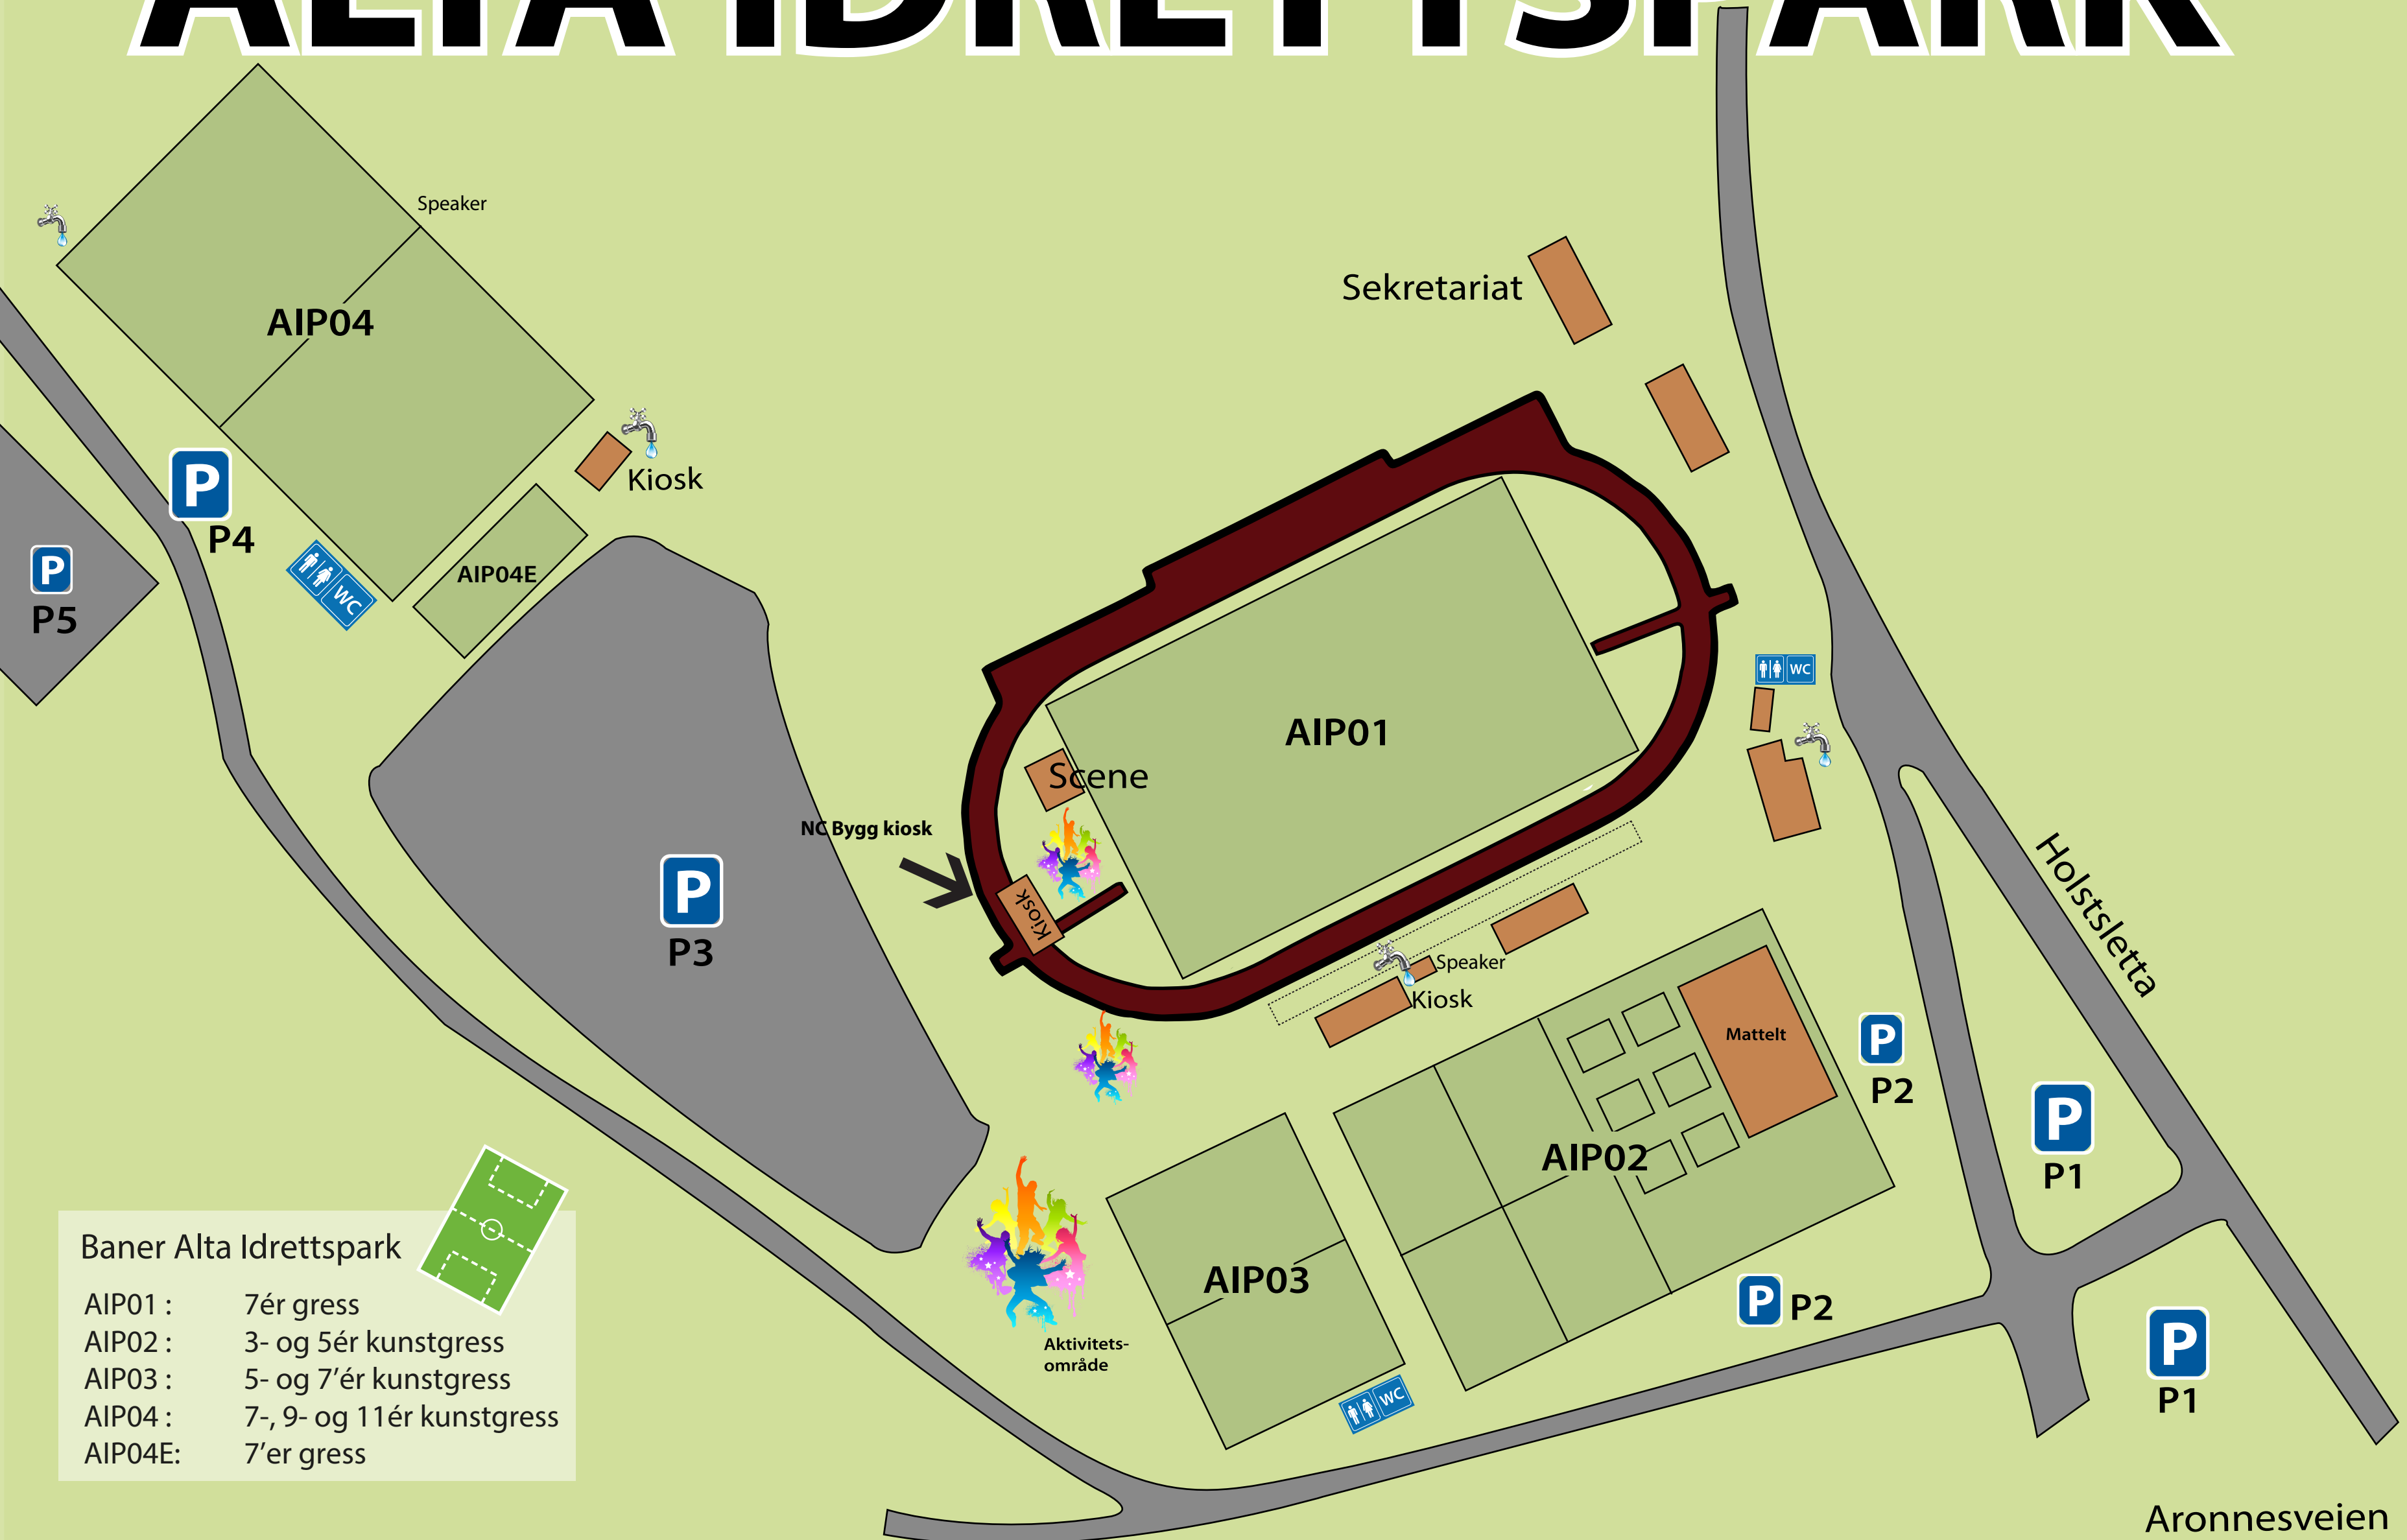 ALTA IDRETTSPARK
Speaker
Sekretariat
AIP04
Kiosk
P
P4
WC
AIP04E
P
P5
AIP01
WC
Scene
NC Bygg kiosk
Kiosk
P
P3
Holstsletta
Speaker
Kiosk
Mattelt
P
P2
P
P1
AIP02
AIP03
P
P2
Aktivitets-
område
WC
P
P1
Baner Alta Idrettspark
AIP01 : 7ér gress
AIP02 : 3- og 5ér kunstgress
AIP03 : 5- og 7’ér kunstgress
AIP04 : 7-, 9- og 11ér kunstgress
AIP04E: 7’er gress
Aronnesveien